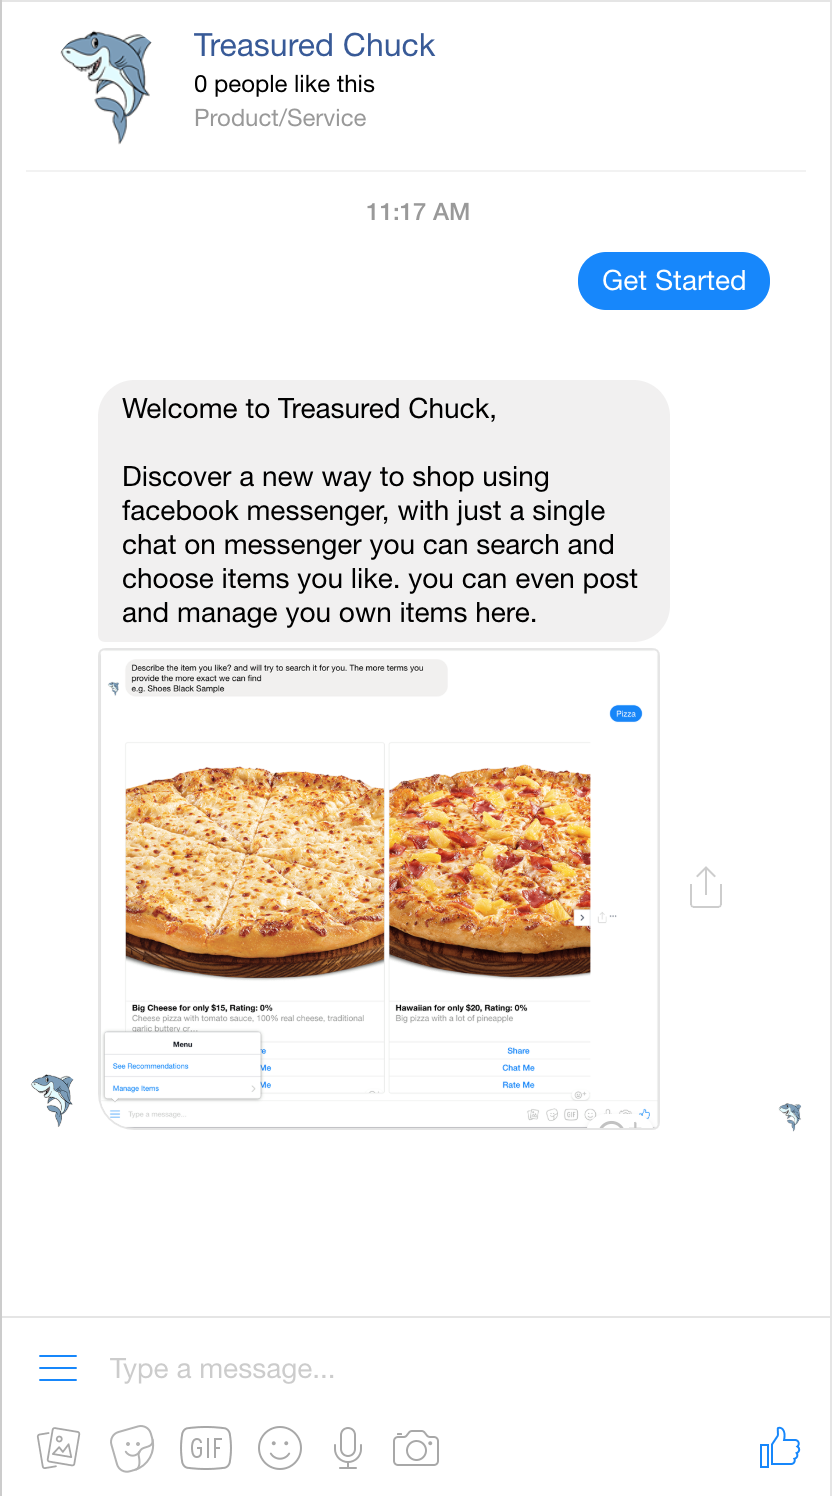 Treasured Chuck
0 people like this
Product/Service
11:17 AM
Get Started
Welcome to Treasured Chuck,
Discover a new way to shop using
facebook messenger, with just a single
chat on messenger you can search and
choose items you like. you can even post
and manage you own items here.
Describe the item you like? and will try to search it for you. The more terms you
provide the more exact we can find
e.g. Shoes Black Sample
Pizza
Big Cheese for only $15, Rating: 0%
Cheese pizza with tomato sauce, 100% real cheese, traditional
garlic buttery cr...
Hawaiian for only $20, Rating: 0%
Big pizza with a lot of pineapple
Menu
See Recommendations
Manage Items
e
Me
Me
Share
Chat Me
Rate Me
Type a message...
GIF
Type a message...
GIF